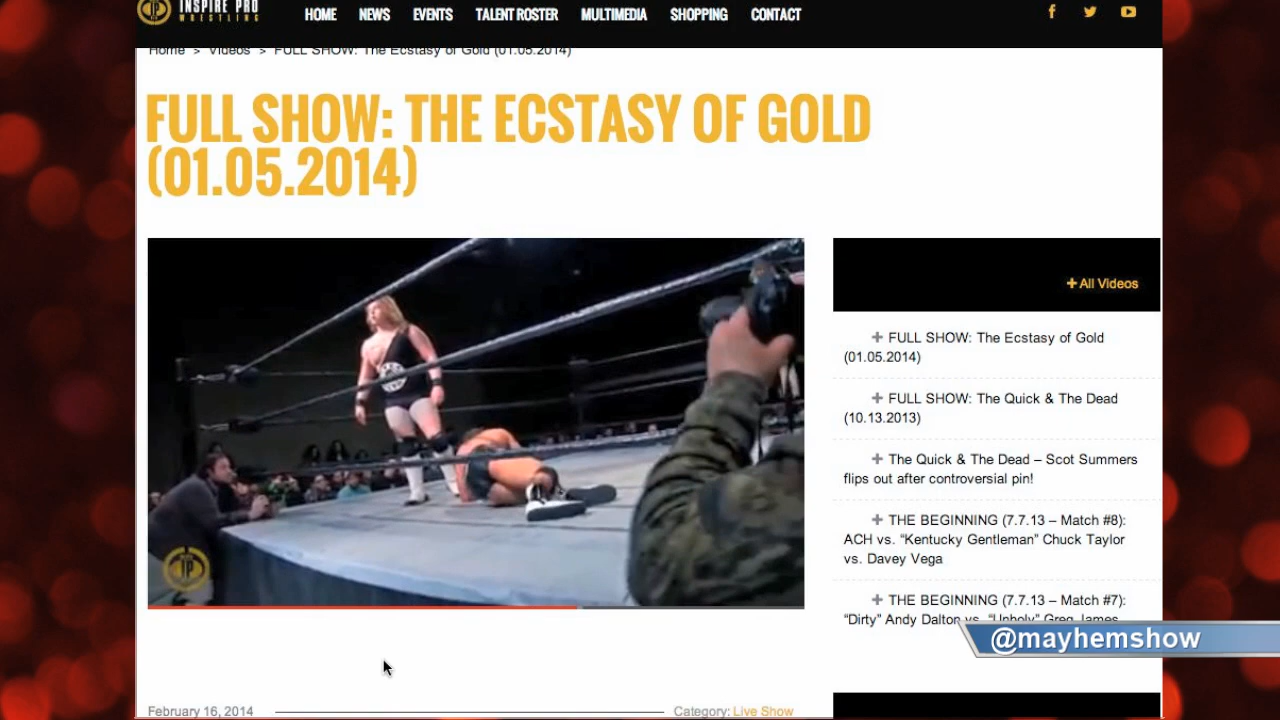 INSPIRE PRO
WRESTLING
HOME NEWS EVENTS TALENT ROSTER MULTIMEDIA SHOPPING CONTACT
Home > Videos > FULL SHOW: The Ecstasy of Gold (01.05.2014)
FULL SHOW: THE ECSTASY OF GOLD
(01.05.2014)
IP
+ All Videos
+ FULL SHOW: The Ecstasy of Gold
(01.05.2014)
+ FULL SHOW: The Quick & The Dead
(10.13.2013)
+ The Quick & The Dead – Scot Summers
flips out after controversial pin!
+ THE BEGINNING (7.7.13 – Match #8):
ACH vs. “Kentucky Gentleman” Chuck Taylor
vs. Davey Vega
+ THE BEGINNING (7.7.13 – Match #7):
“Dirty” Andy Dalton vs. “Unholy” Greg James
@mayhemshow
February 16, 2014
Category: Live Show